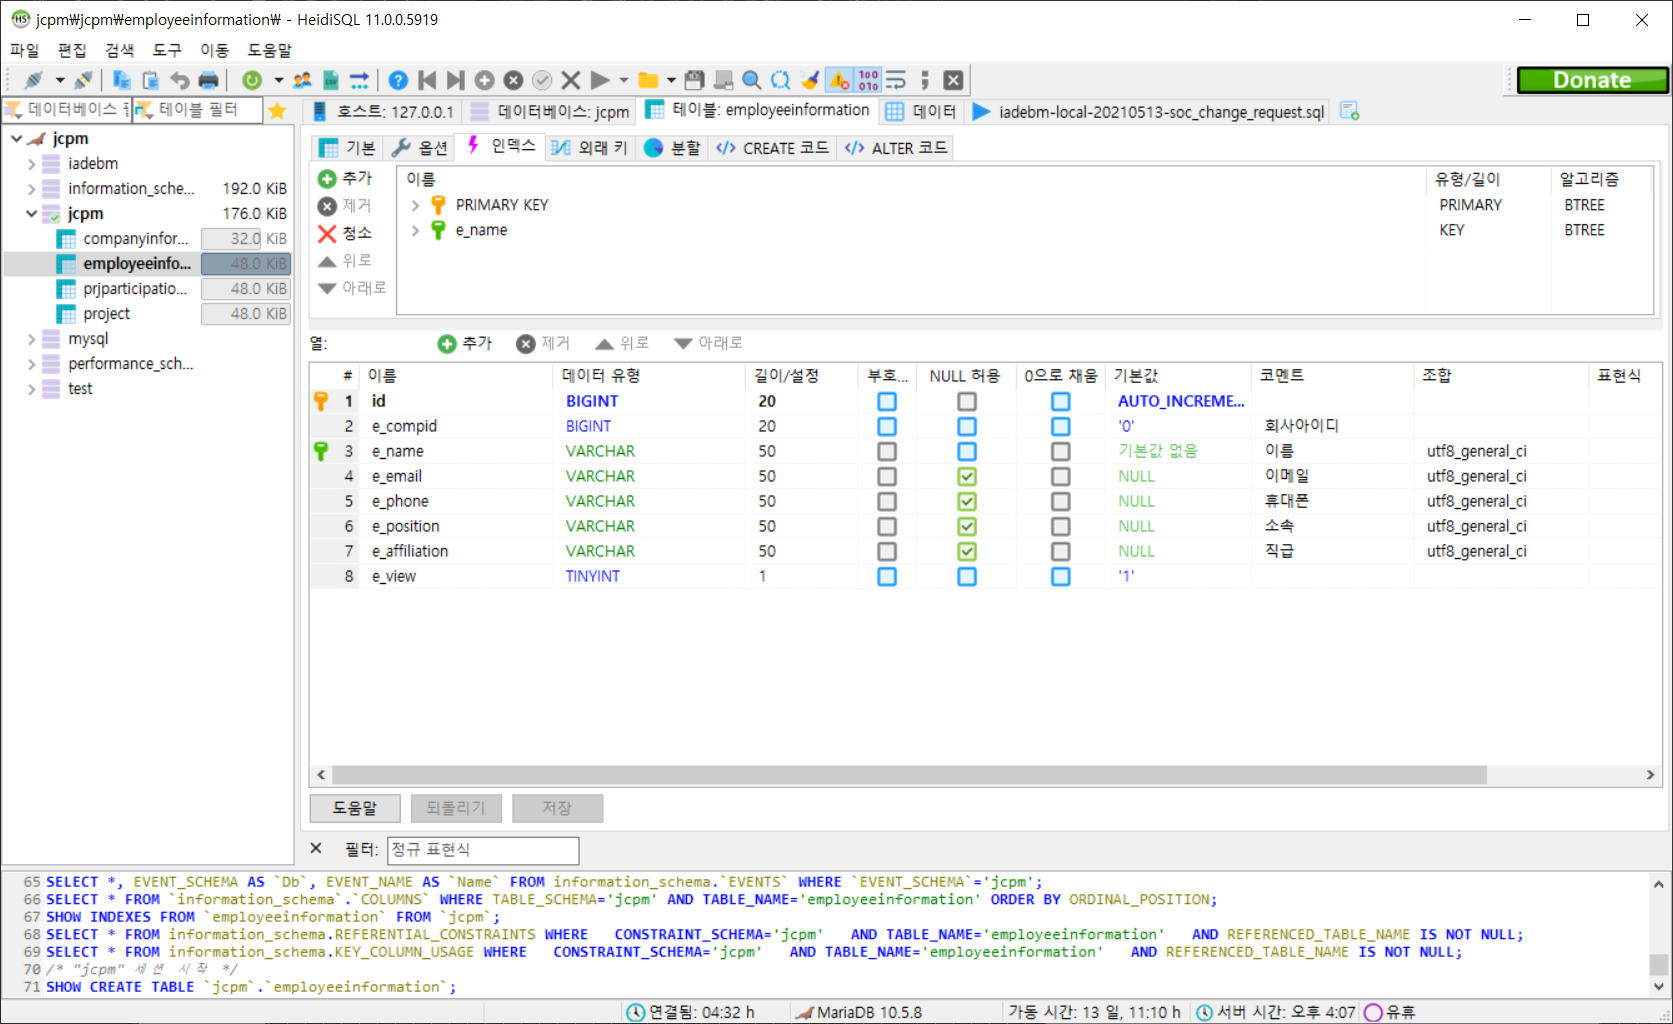 jcpm₩jcpm₩employeeinformation₩ - HeidiSQL 11.0.0.5919
파일 편집 검색 도구 이동 도움말
Donate
데이터베이스 테이블 필터
호스트: 127.0.0.1 데이터베이스: jcpm 테이블: employeeinformation 데이터 iadebm-local-20210513-soc_change_request.sql
jcpm
iadebm
information_sche... 192.0 KiB
jcpm 176.0 KiB
companyinfor... 32.0 KiB
employeeinfo... 48.0 KiB
prjparticipatio... 48.0 KiB
project 48.0 KiB
mysql
performance_sch...
test
기본 옵션 인덱스 외래 키 분할 CREATE 코드 ALTER 코드
추가
제거
청소
위로
아래로
이름 유형/길이 알고리즘
PRIMARY KEY PRIMARY BTREE
e_name KEY BTREE
열: 추가 제거 위로 아래로
# 이름 데이터 유형 길이/설정 부호... NULL 허용 0으로 채움 기본값 코멘트 조합 표현식
1 id BIGINT 20 AUTO_INCREME...
2 e_compid BIGINT 20 '0' 회사아이디
3 e_name VARCHAR 50 기본값 없음 이름 utf8_general_ci
4 e_email VARCHAR 50 NULL 이메일 utf8_general_ci
5 e_phone VARCHAR 50 NULL 휴대폰 utf8_general_ci
6 e_position VARCHAR 50 NULL 소속 utf8_general_ci
7 e_affiliation VARCHAR 50 NULL 직급 utf8_general_ci
8 e_view TINYINT 1 '1'
도움말 되돌리기 저장
필터: 정규 표현식
65 SELECT *, EVENT_SCHEMA AS `Db`, EVENT_NAME AS `Name` FROM information_schema.`EVENTS` WHERE `EVENT_SCHEMA`='jcpm';
66 SELECT * FROM `information_schema`.`COLUMNS` WHERE TABLE_SCHEMA='jcpm' AND TABLE_NAME='employeeinformation' ORDER BY ORDINAL_POSITION;
67 SHOW INDEXES FROM `employeeinformation` FROM `jcpm`;
68 SELECT * FROM information_schema.REFERENTIAL_CONSTRAINTS WHERE CONSTRAINT_SCHEMA='jcpm' AND TABLE_NAME='employeeinformation' AND REFERENCED_TABLE_NAME IS NOT NULL;
69 SELECT * FROM information_schema.KEY_COLUMN_USAGE WHERE CONSTRAINT_SCHEMA='jcpm' AND TABLE_NAME='employeeinformation' AND REFERENCED_TABLE_NAME IS NOT NULL;
70 /* "jcpm" 세션 시작 */
71 SHOW CREATE TABLE `jcpm`.`employeeinformation`;
연결됨: 04:32 h MariaDB 10.5.8 가동 시간: 13 일, 11:10 h 서버 시간: 오후 4:07 유휴